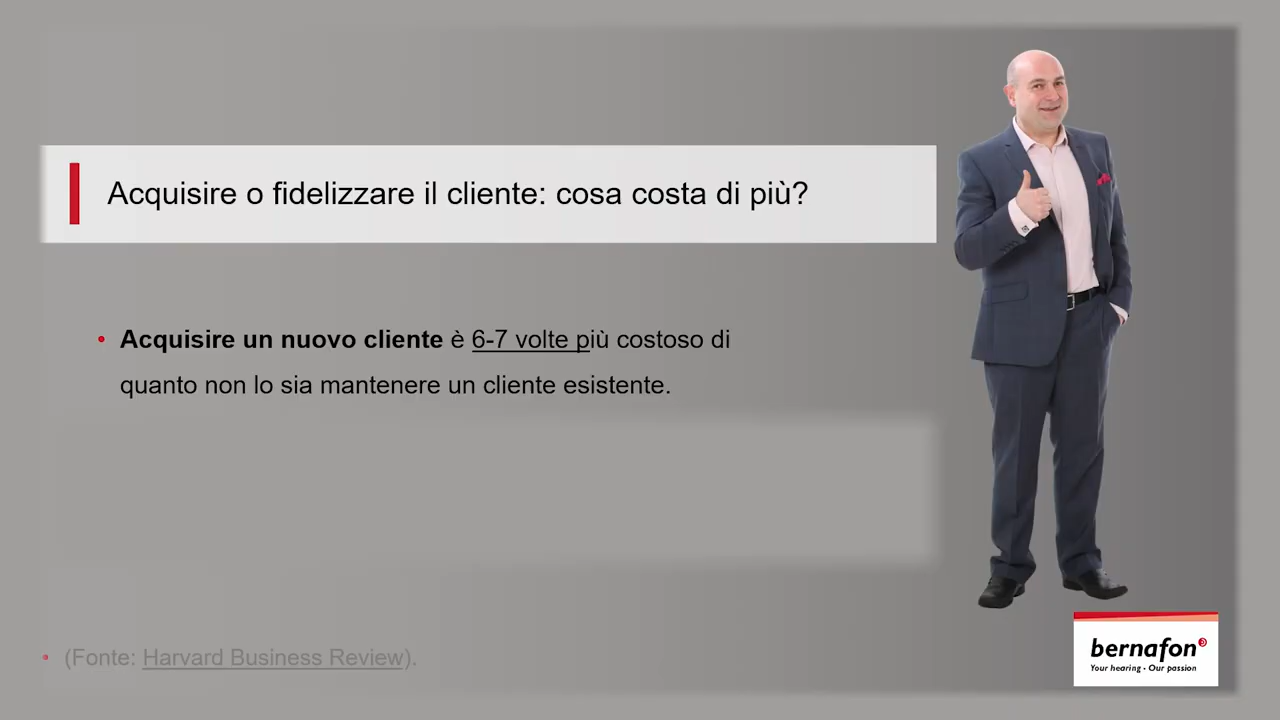 Acquisire o fidelizzare il cliente: cosa costa di più?
• Acquisire un nuovo cliente è 6-7 volte più costoso di
quanto non lo sia mantenere un cliente esistente.
• (Fonte: Harvard Business Review).
bernafon
Your hearing • Our passion